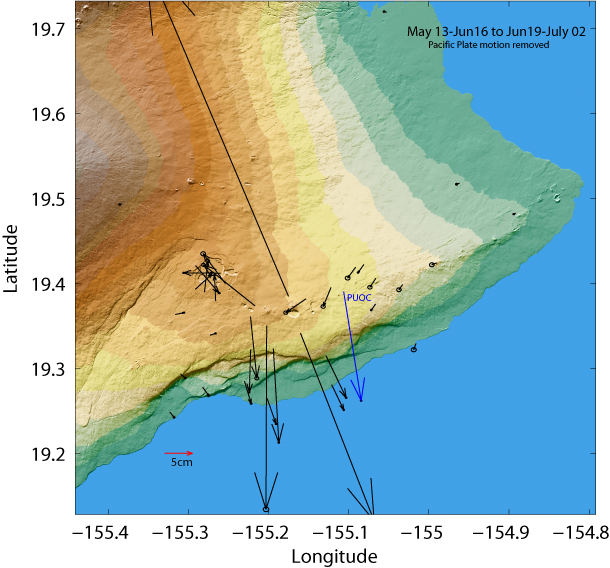 May 13-Jun16 to Jun19-July 02
Pacific Plate motion removed
19.7
19.6
19.5
19.4
19.3
19.2
Latitude
PUOC
5cm
−155.4
−155.3
−155.2
−155.1
−155
−154.9
−154.8
Longitude